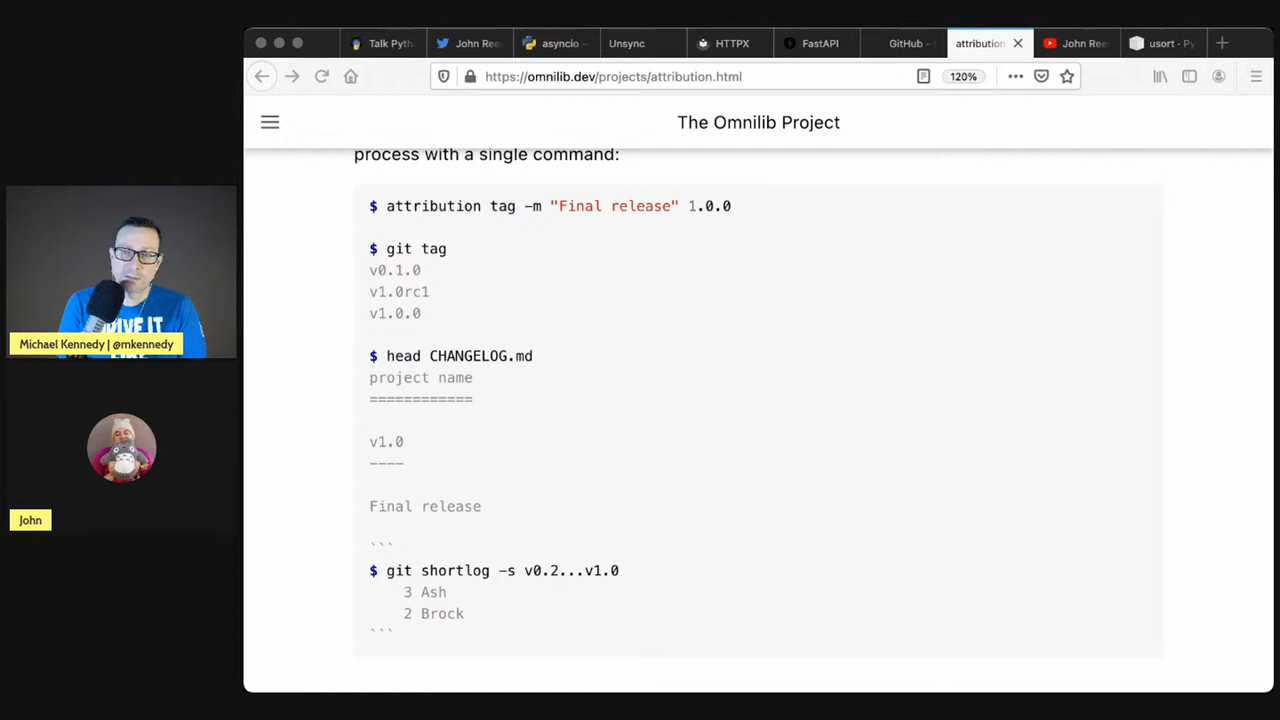 Talk Pyth
John Ree
asyncio —
Unsync
HTTPX
FastAPI
GitHub -
attribution
John Ree
usort · Py
https://omnilib.dev/projects/attribution.html
120%
The Omnilib Project
process with a single command:
$ attribution tag -m "Final release" 1.0.0
$ git tag
v0.1.0
v1.0rc1
v1.0.0
$ head CHANGELOG.md
project name
============
v1.0
----
Final release
```
$ git shortlog -s v0.2...v1.0
3 Ash
2 Brock
```
Michael Kennedy | @mkennedy
John